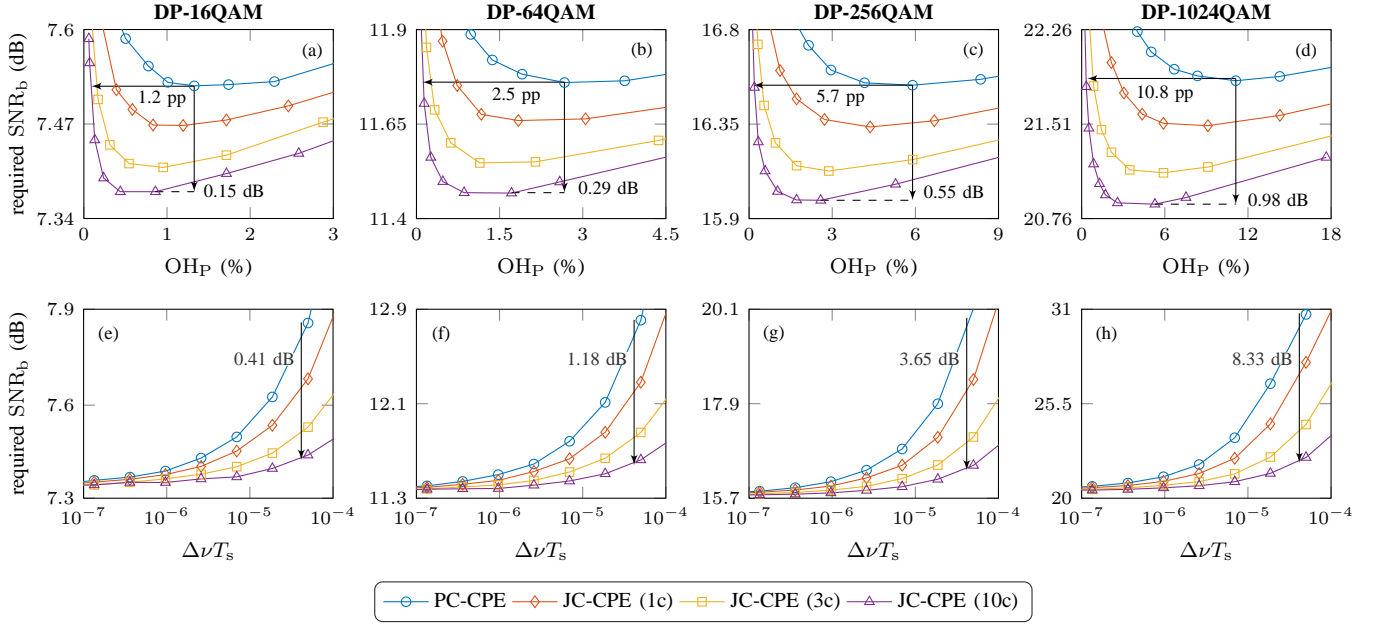 DP-16QAM DP-64QAM DP-256QAM DP-1024QAM
required SNR_b (dB)
7.6
7.47
7.34
(a)
1.2 pp
0.15 dB
0 1 2 3
OH_P (%)
11.9
11.65
11.4
(b)
2.5 pp
0.29 dB
0 1.5 3 4.5
OH_P (%)
16.8
16.35
15.9
(c)
5.7 pp
0.55 dB
0 3 6 9
OH_P (%)
22.26
21.51
20.76
(d)
10.8 pp
0.98 dB
0 6 12 18
OH_P (%)
required SNR_b (dB)
7.9
7.6
7.3
(e)
0.41 dB
10^−7 10^−6 10^−5 10^−4
ΔνT_s
12.9
12.1
11.3
(f)
1.18 dB
10^−7 10^−6 10^−5 10^−4
ΔνT_s
20.1
17.9
15.7
(g)
3.65 dB
10^−7 10^−6 10^−5 10^−4
ΔνT_s
31
25.5
20
(h)
8.33 dB
10^−7 10^−6 10^−5 10^−4
ΔνT_s
PC-CPE JC-CPE (1c) JC-CPE (3c) JC-CPE (10c)